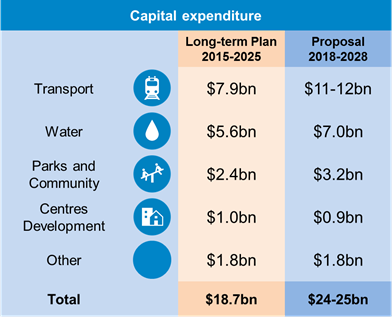 Capital expenditure
Long-term Plan Proposal
2015-2025 2018-2028
Transport $7.9bn $11-12bn
Water $5.6bn $7.0bn
Parks and
Community $2.4bn $3.2bn
Centres
Development $1.0bn $0.9bn
Other $1.8bn $1.8bn
Total $18.7bn $24-25bn